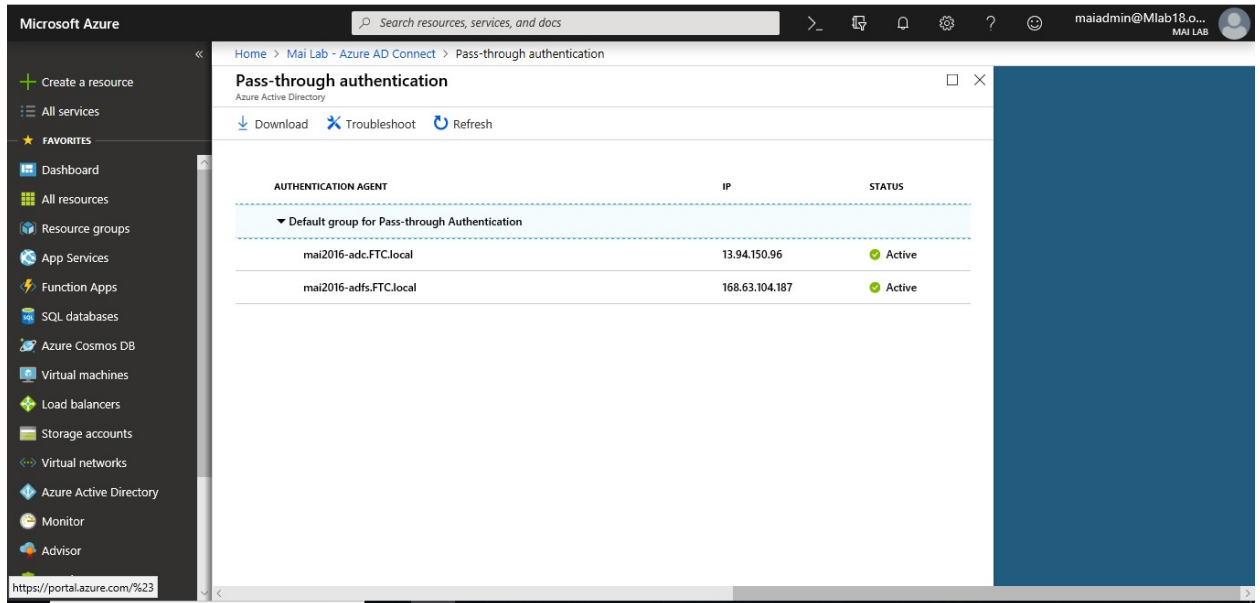 Microsoft Azure
Search resources, services, and docs
maiadmin@Mlab18.o...
MAI LAB
Home > Mai Lab - Azure AD Connect > Pass-through authentication
Create a resource
All services
FAVORITES
Dashboard
All resources
Resource groups
App Services
Function Apps
SQL databases
Azure Cosmos DB
Virtual machines
Load balancers
Storage accounts
Virtual networks
Azure Active Directory
Monitor
Advisor
https://portal.azure.com/%23
Pass-through authentication
Azure Active Directory
Download Troubleshoot Refresh
AUTHENTICATION AGENT IP STATUS
Default group for Pass-through Authentication
mai2016-adc.FTC.local 13.94.150.96 Active
mai2016-adfs.FTC.local 168.63.104.187 Active